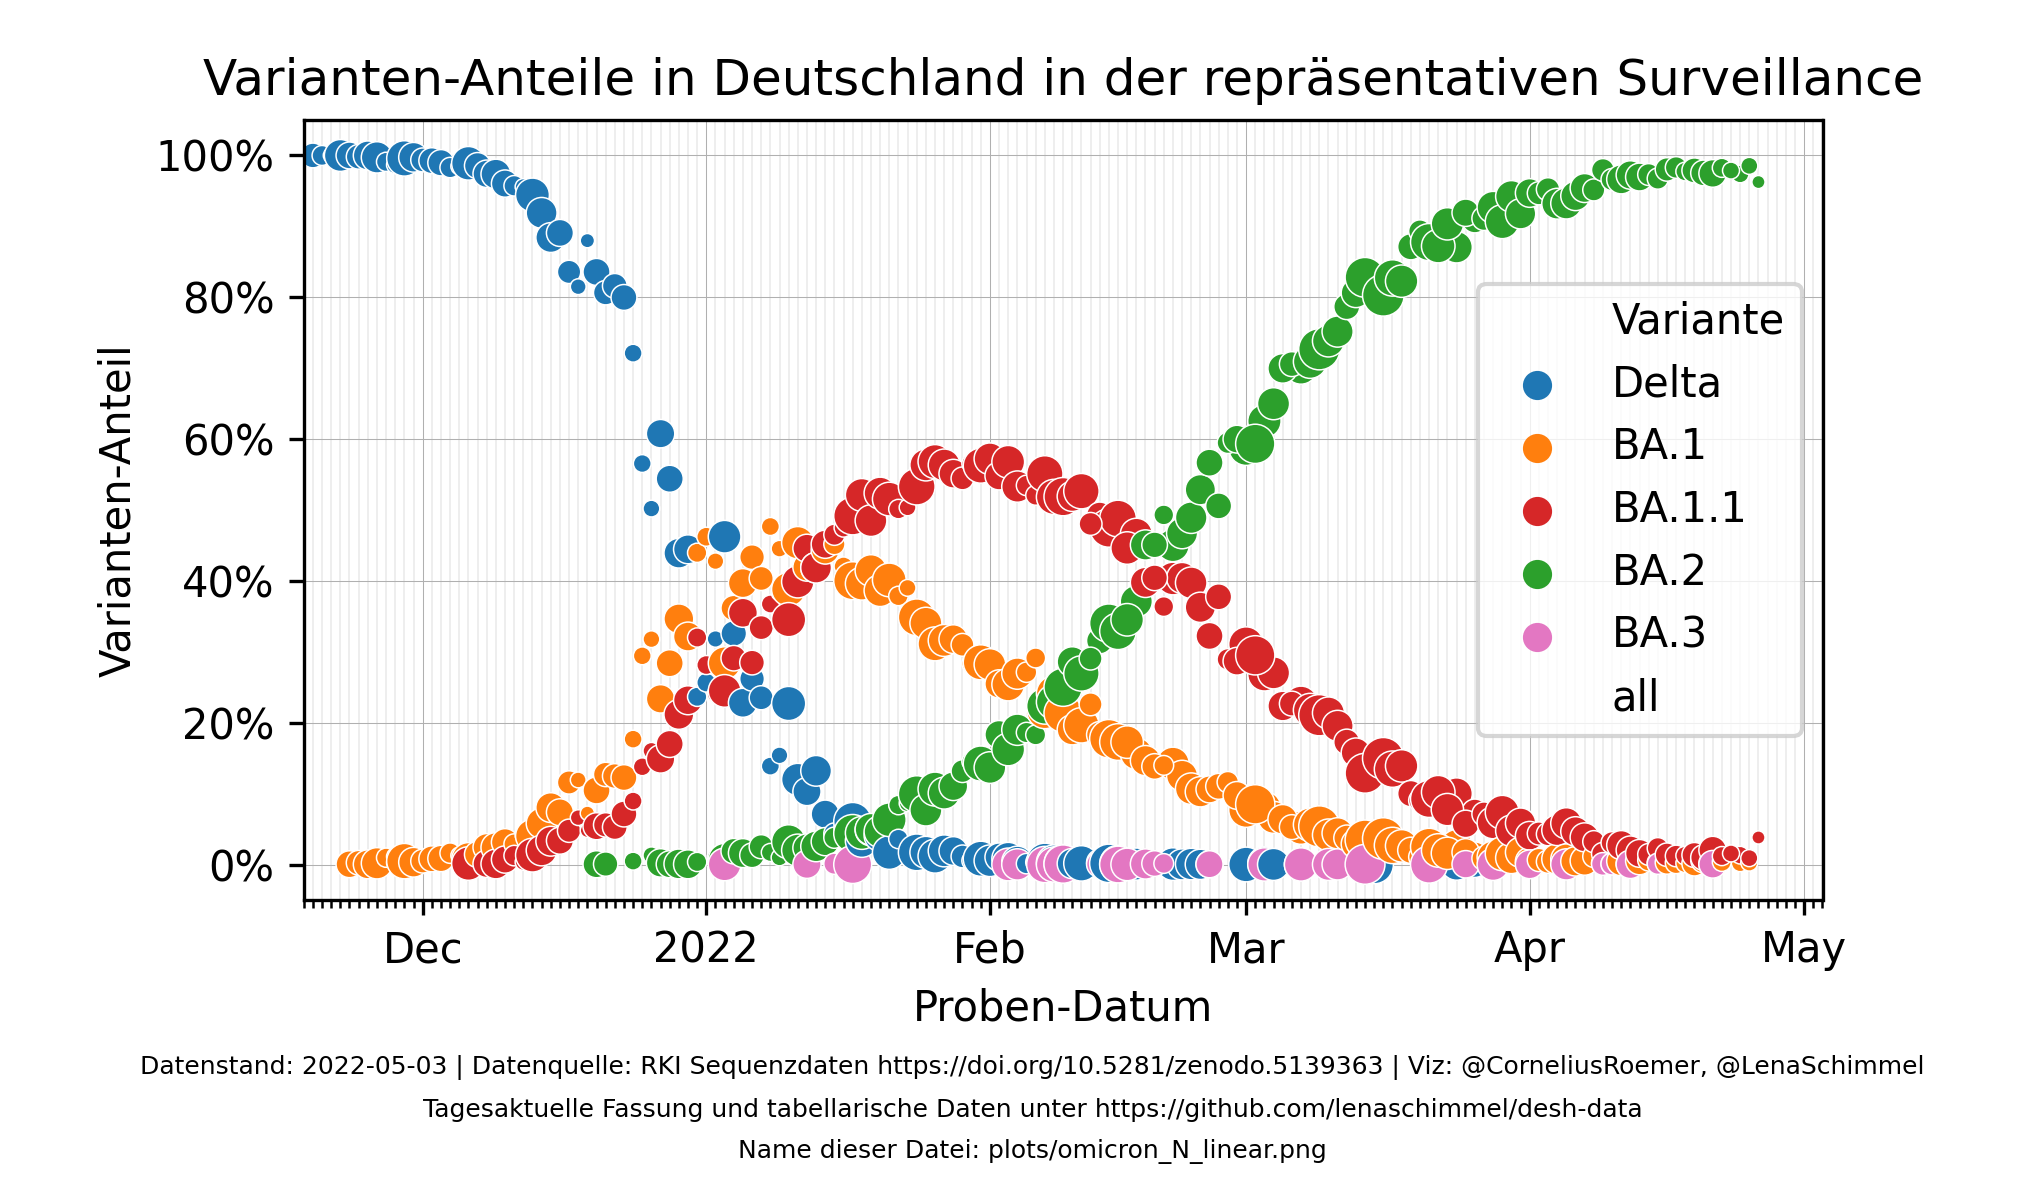 Varianten-Anteile in Deutschland in der repräsentativen Surveillance
100%
80%
60%
40%
20%
0%
Varianten-Anteil
Variante
Delta
BA.1
BA.1.1
BA.2
BA.3
all
Dec
2022
Feb
Mar
Apr
May
Proben-Datum
Datenstand: 2022-05-03 | Datenquelle: RKI Sequenzdaten https://doi.org/10.5281/zenodo.5139363 | Viz: @CorneliusRoemer, @LenaSchimmel
Tagesaktuelle Fassung und tabellarische Daten unter https://github.com/lenaschimmel/desh-data
Name dieser Datei: plots/omicron_N_linear.png